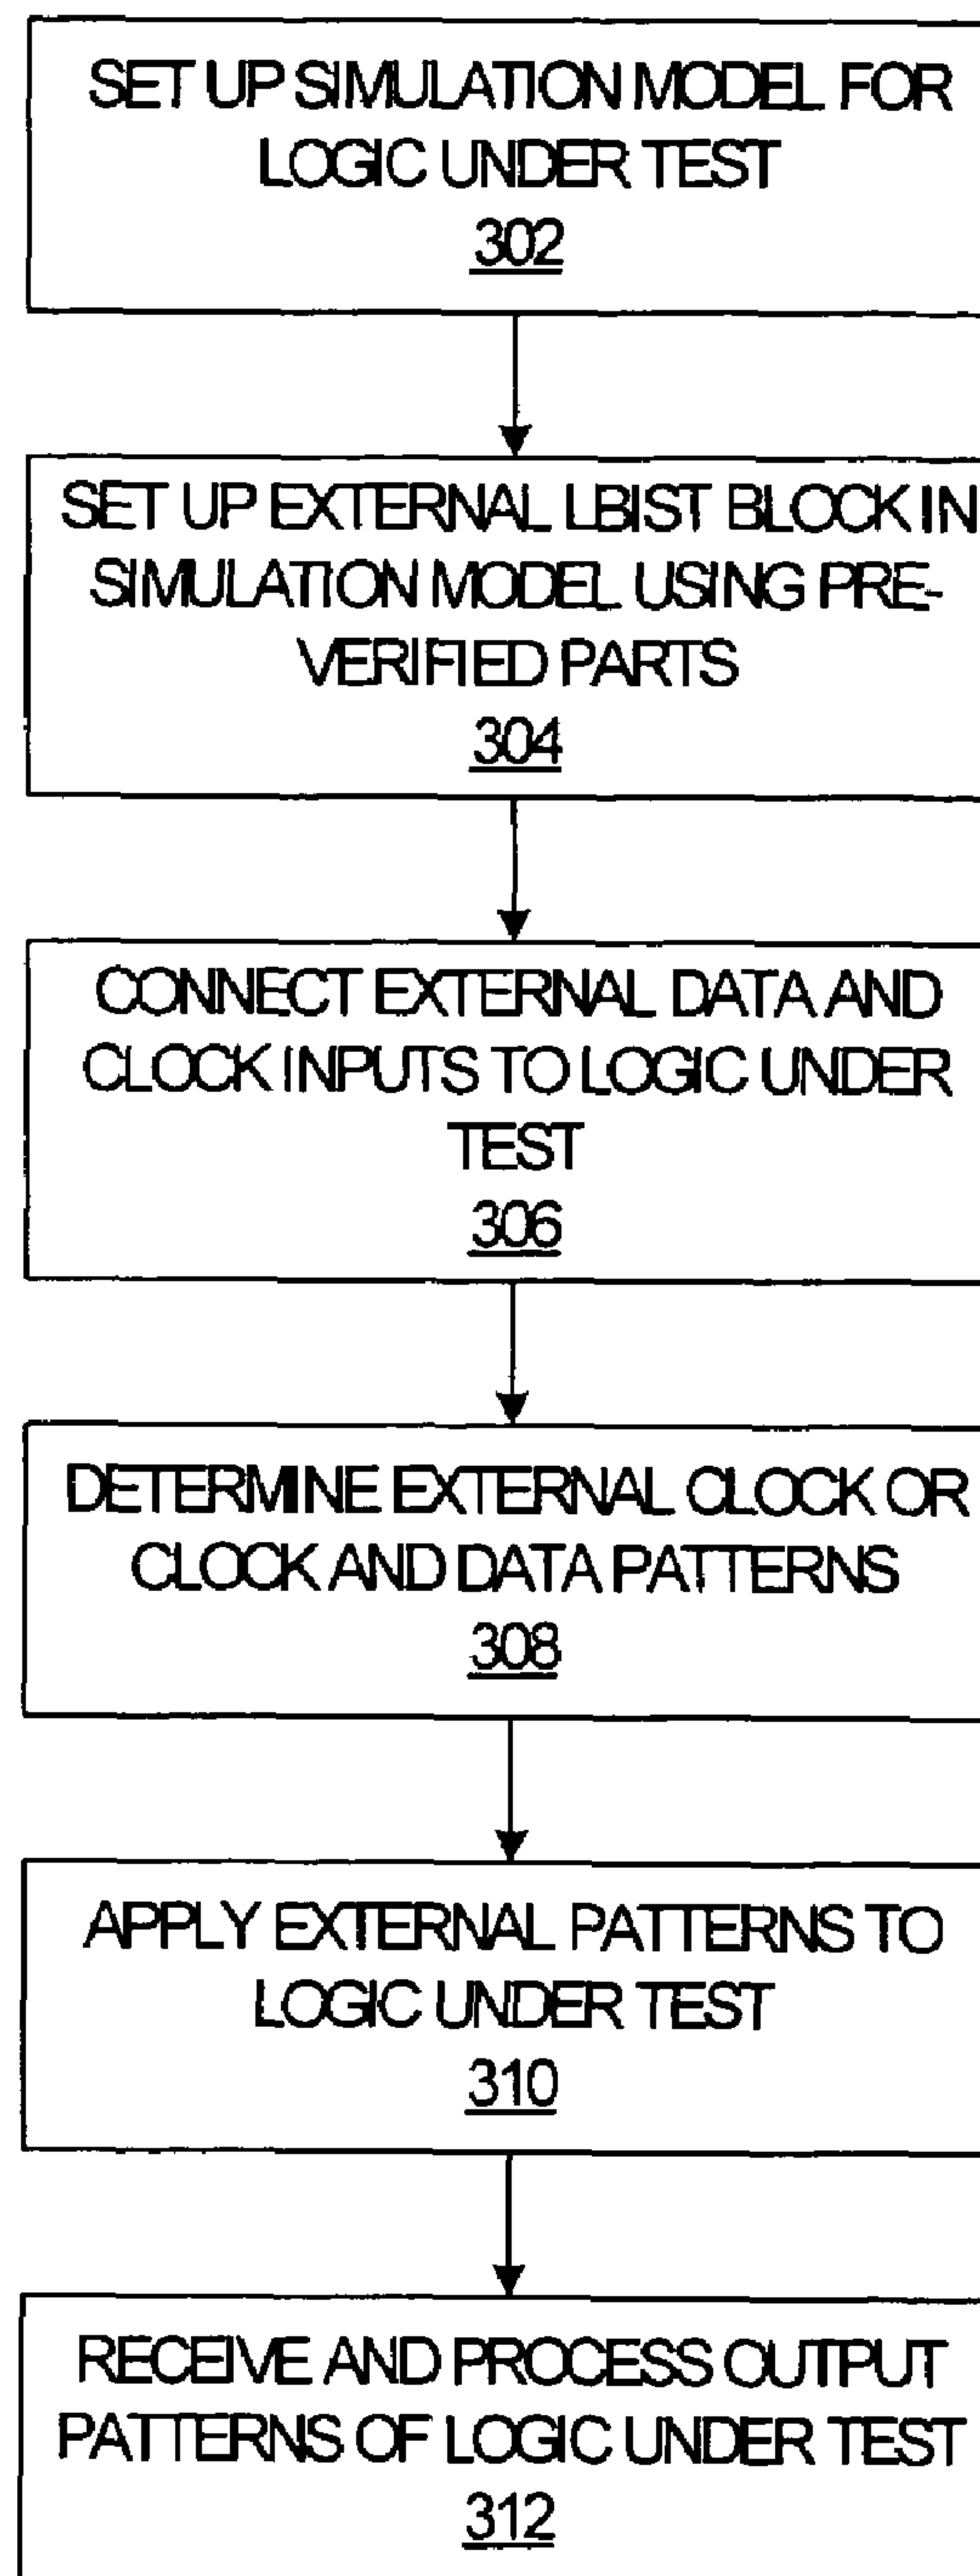 SET UP SIMULATION MODEL FOR
LOGIC UNDER TEST
302
SET UP EXTERNAL LBIST BLOCK IN
SIMULATION MODEL USING PRE-
VERIFIED PARTS
304
CONNECT EXTERNAL DATA AND
CLOCK INPUTS TO LOGIC UNDER
TEST
306
DETERMINE EXTERNAL CLOCK OR
CLOCK AND DATA PATTERNS
308
APPLY EXTERNAL PATTERNS TO
LOGIC UNDER TEST
310
RECEIVE AND PROCESS OUTPUT
PATTERNS OF LOGIC UNDER TEST
312